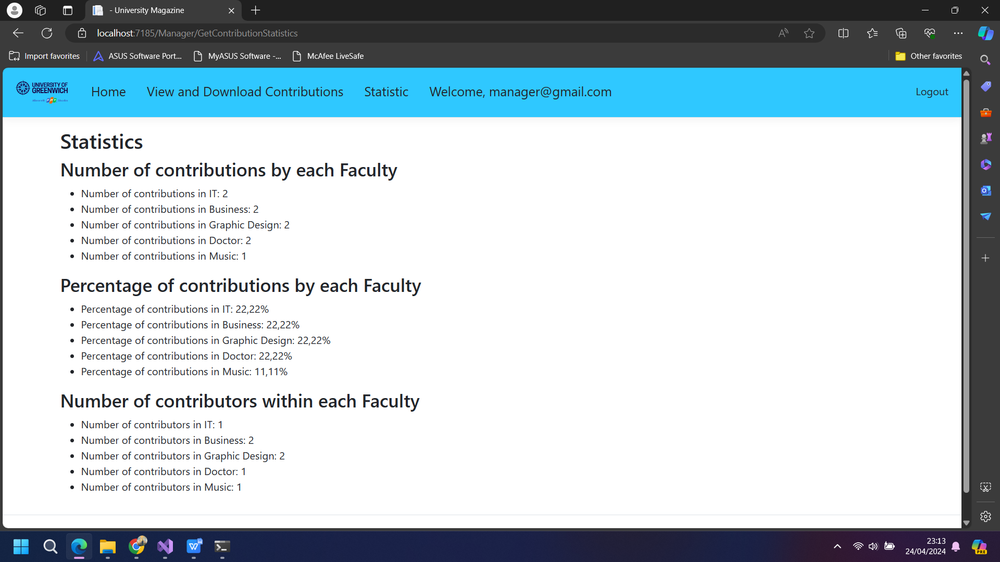 - University Magazine
localhost:7185/Manager/GetContributionStatistics
Import favorites
ASUS Software Port...
MyASUS Software -...
McAfee LiveSafe
Other favorites
UNIVERSITY OF
GREENWICH
Home
View and Download Contributions
Statistic
Welcome, manager@gmail.com
Logout
Statistics
Number of contributions by each Faculty
Number of contributions in IT: 2
Number of contributions in Business: 2
Number of contributions in Graphic Design: 2
Number of contributions in Doctor: 2
Number of contributions in Music: 1
Percentage of contributions by each Faculty
Percentage of contributions in IT: 22,22%
Percentage of contributions in Business: 22,22%
Percentage of contributions in Graphic Design: 22,22%
Percentage of contributions in Doctor: 22,22%
Percentage of contributions in Music: 11,11%
Number of contributors within each Faculty
Number of contributors in IT: 1
Number of contributors in Business: 2
Number of contributors in Graphic Design: 2
Number of contributors in Doctor: 1
Number of contributors in Music: 1
23:13
24/04/2024
PRE